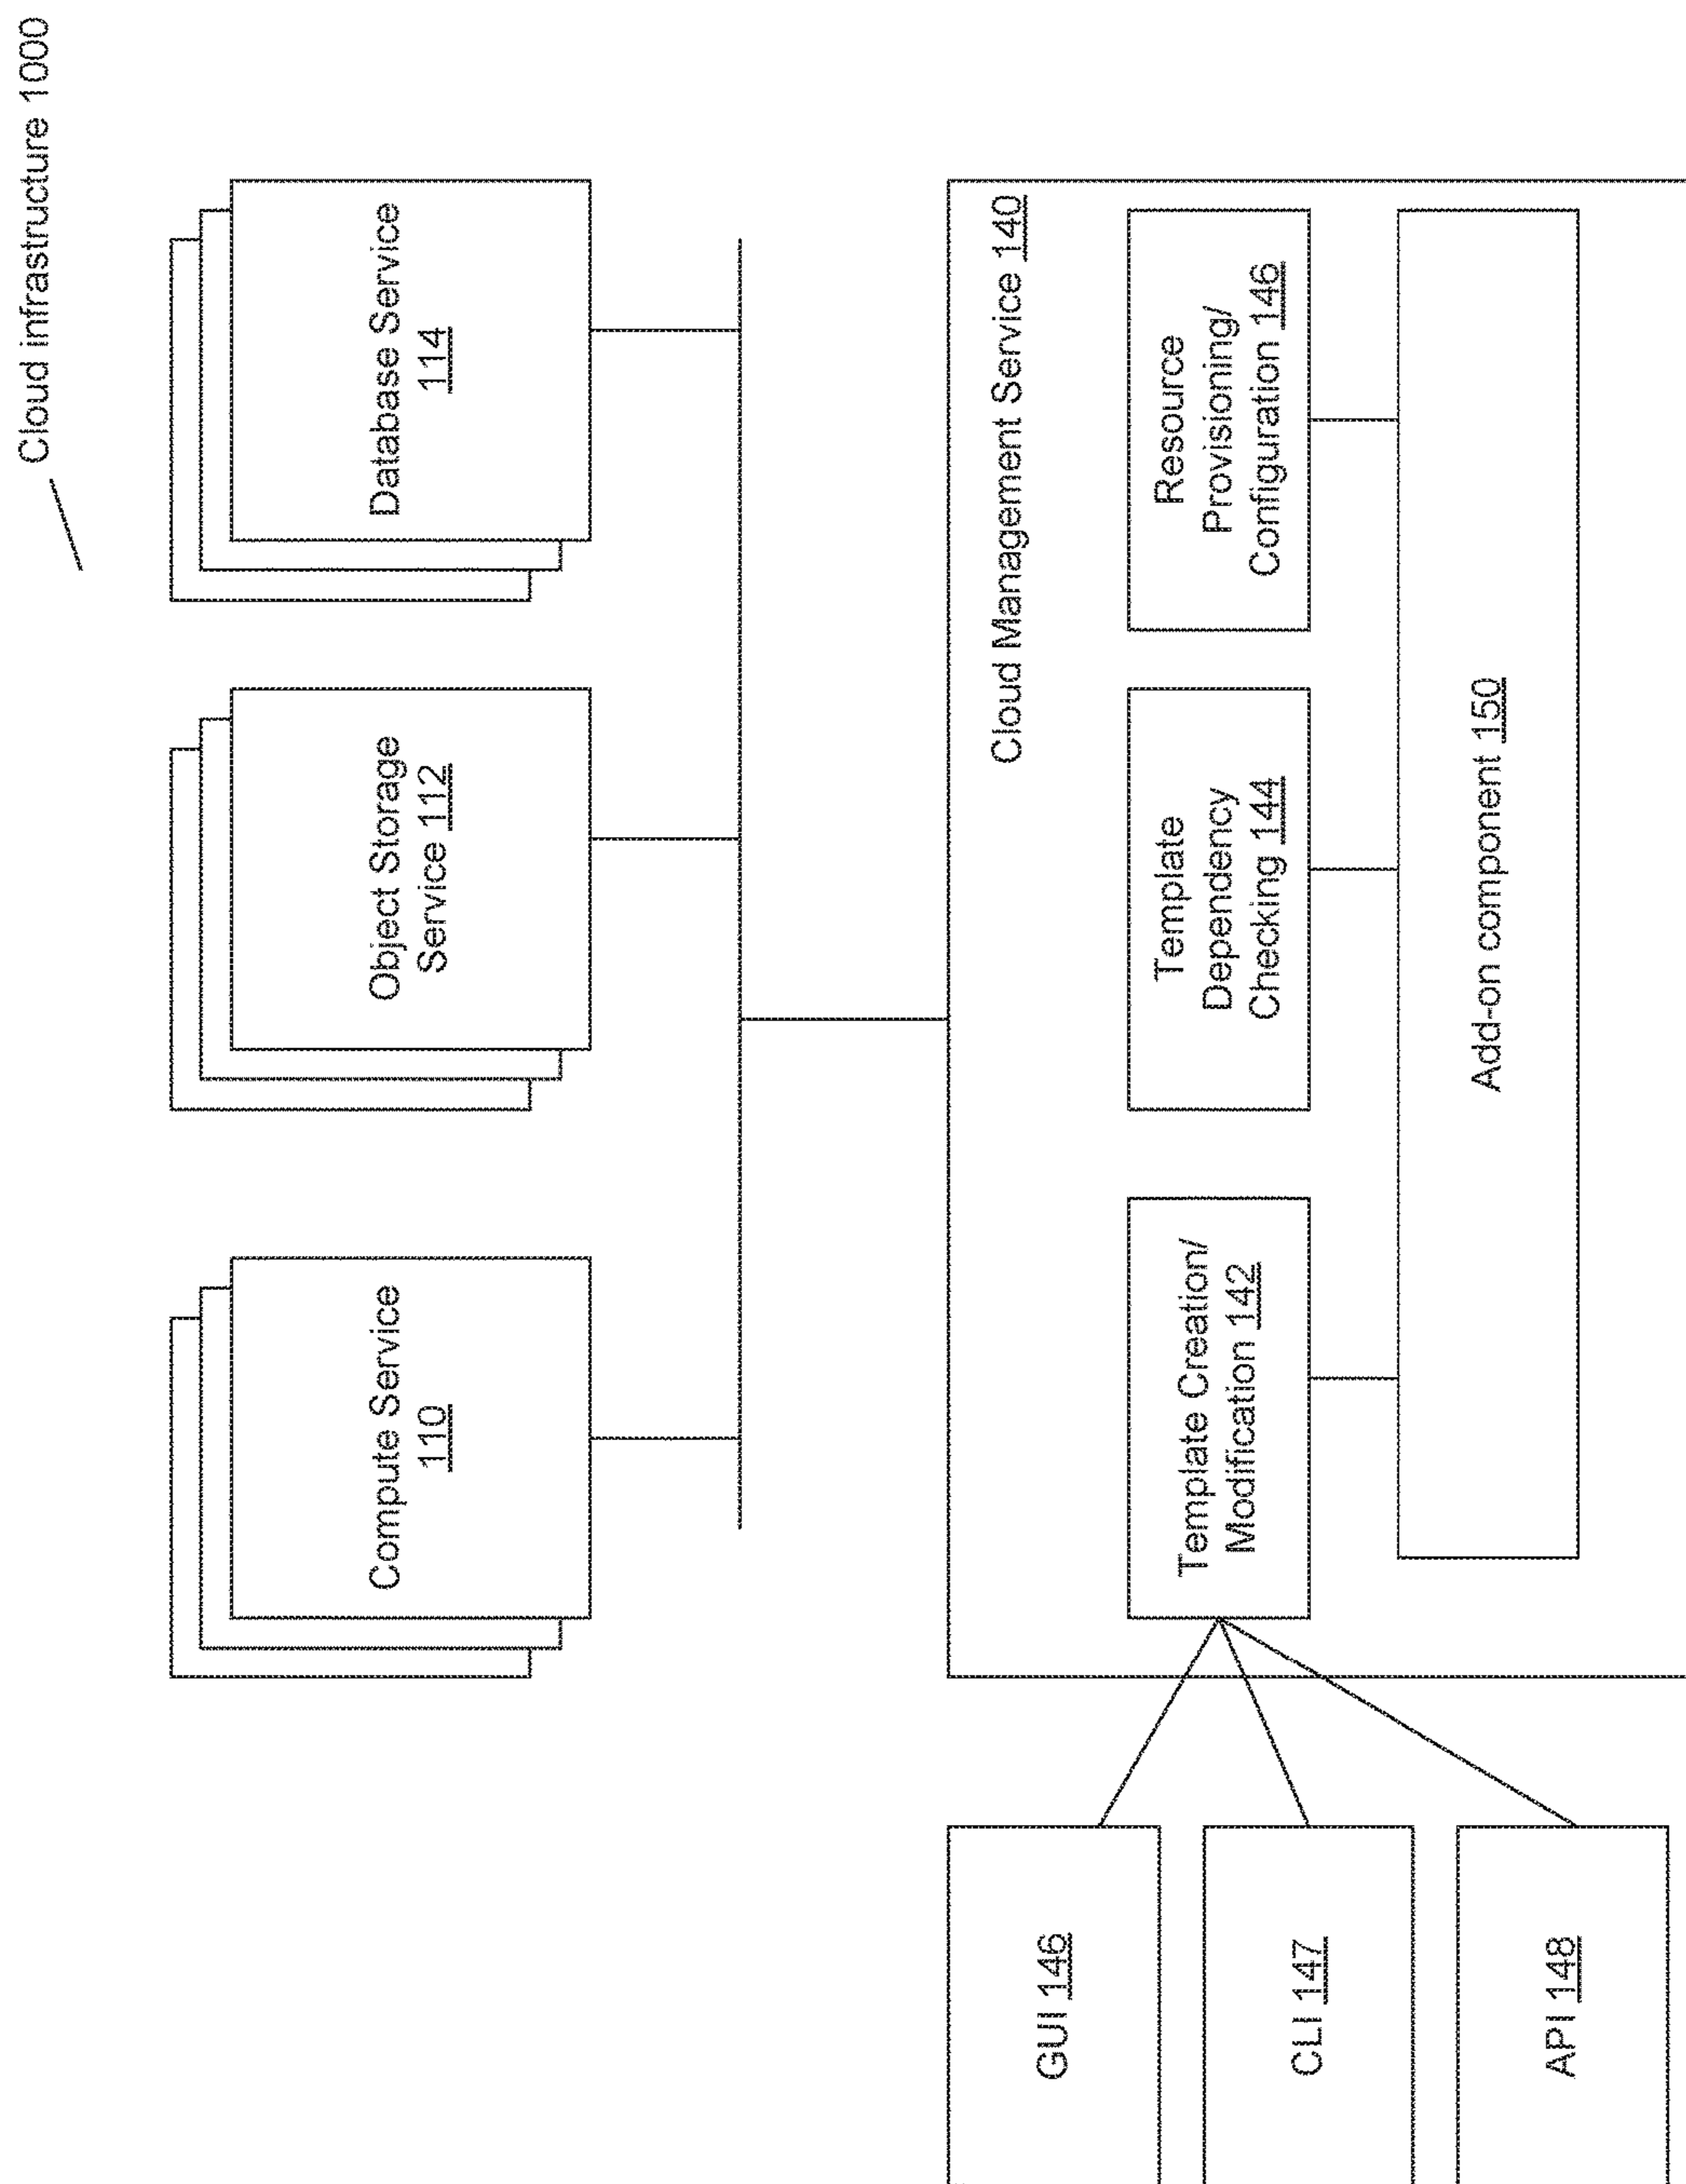 Cloud infrastructure 1000
Compute Service
110
Object Storage
Service 112
Database Service
114
Cloud Management Service 140
GUI 146
CLI 147
API 148
Template Creation/
Modification 142
Template
Dependency
Checking 144
Resource
Provisioning/
Configuration 146
Add-on component 150